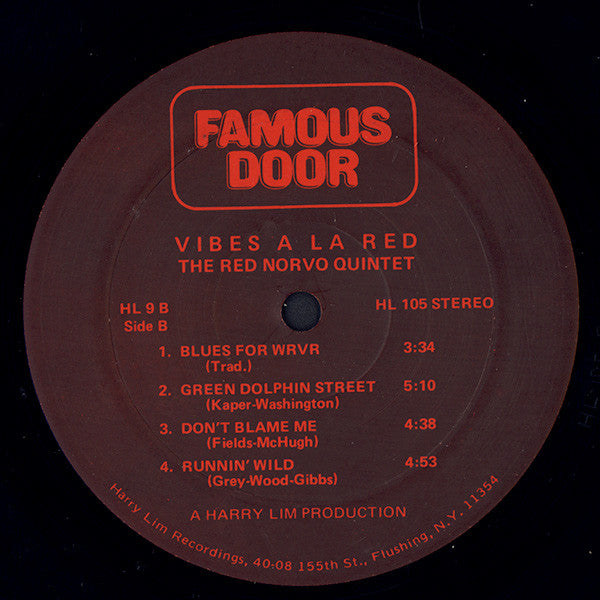 FAMOUS
DOOR
VIBES A LA RED
THE RED NORVO QUINTET
HL 9 B
Side B
HL 105 STEREO
1. BLUES FOR WRVR 3:34
(Trad.)
2. GREEN DOLPHIN STREET 5:10
(Kaper-Washington)
3. DON'T BLAME ME 4:38
(Fields-McHugh)
4. RUNNIN' WILD 4:53
(Grey-Wood-Gibbs)
A HARRY LIM PRODUCTION
Harry Lim Recordings, 40-08 155th St., Flushing, N.Y. 11354